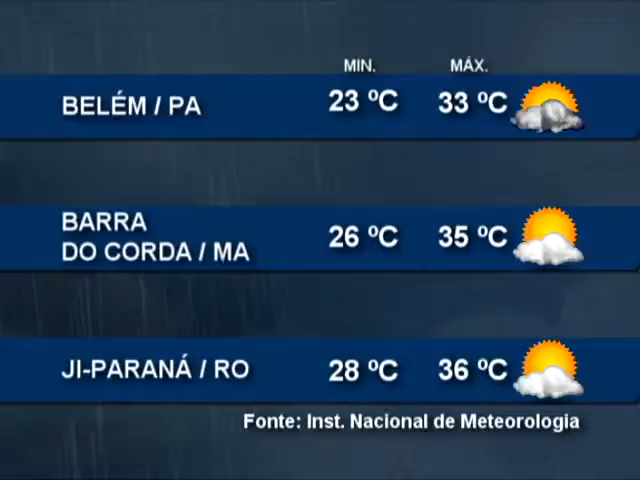 MIN. MÁX.
BELÉM / PA 23 ºC 33 ºC
BARRA
DO CORDA / MA 26 ºC 35 ºC
JI-PARANÁ / RO 28 ºC 36 ºC
Fonte: Inst. Nacional de Meteorologia